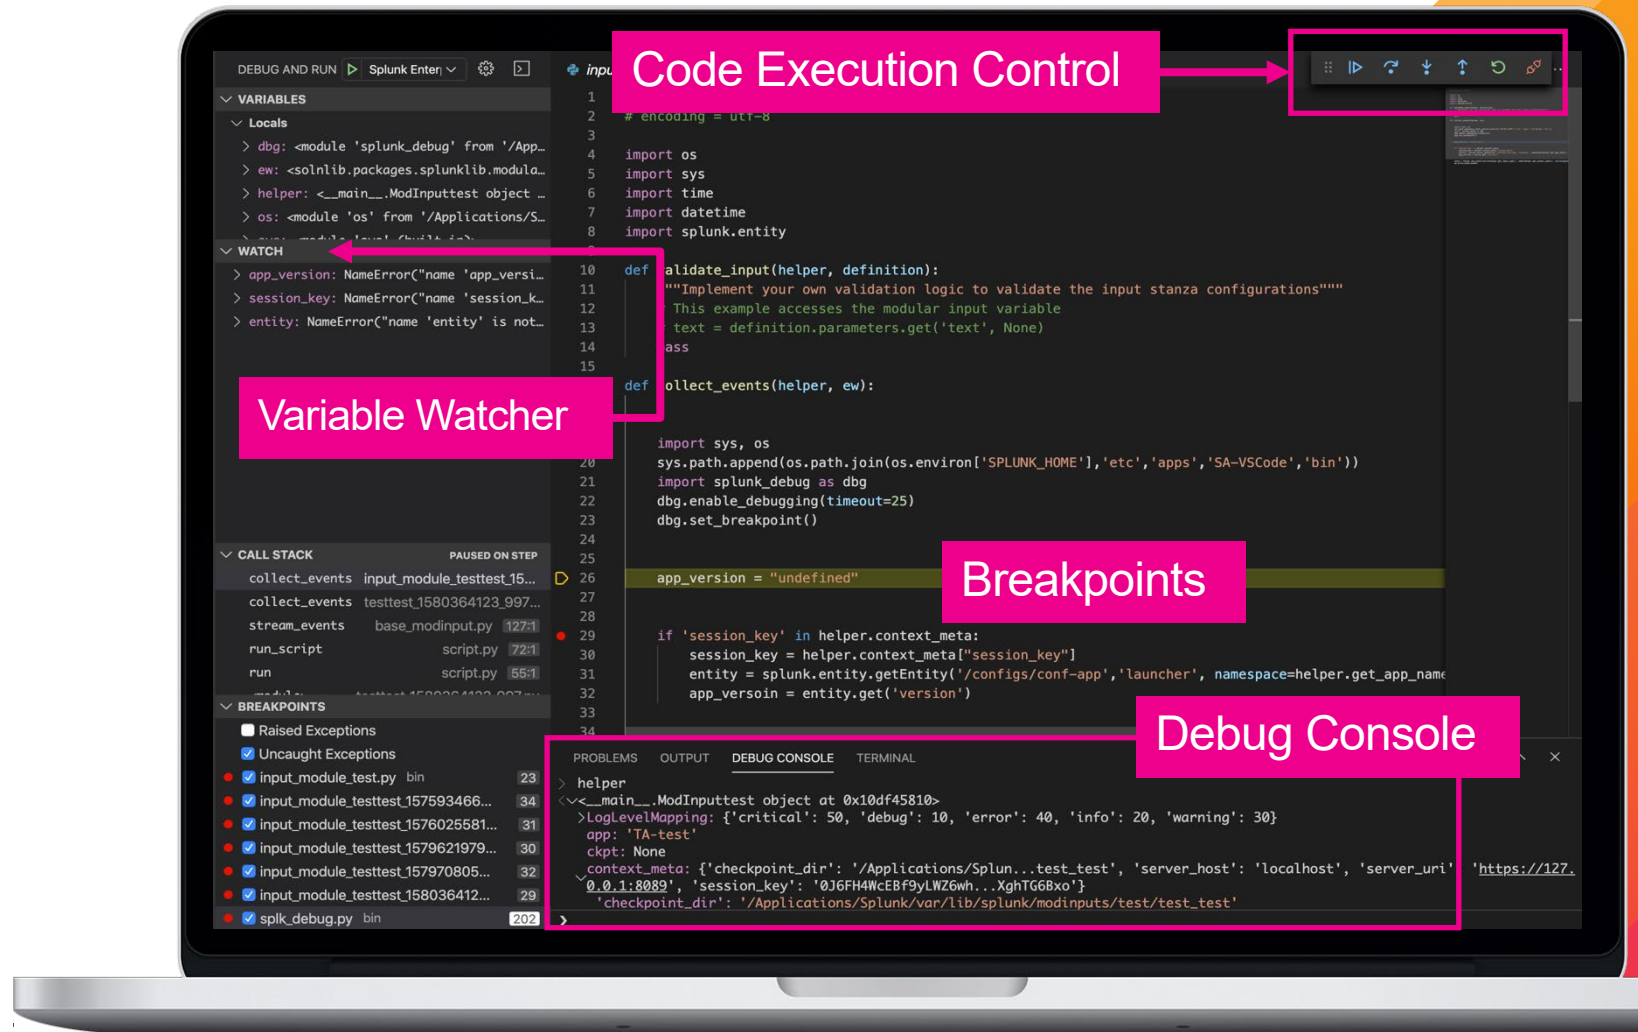 Code Execution Control
DEBUG AND RUN Splunk Enter
VARIABLES
Locals
dbg: <module 'splunk_debug' from '/App...
ew: <solnlib.packages.splunklib.modula...
helper: <__main__.ModInputtest object ...
os: <module 'os' from '/Applications/S...
WATCH
app_version: NameError("name 'app_versi...
session_key: NameError("name 'session_k...
entity: NameError("name 'entity' is not...
Variable Watcher
CALL STACK PAUSED ON STEP
collect_events input_module_testtest_15...
collect_events testtest_1580364123_997...
stream_events base_modinput.py 127:1
run_script script.py 72:1
run script.py 55:1
BREAKPOINTS
Raised Exceptions
Uncaught Exceptions
input_module_test.py bin 23
input_module_testtest_157593466... 34
input_module_testtest_1576025581... 31
input_module_testtest_1579621979... 30
input_module_testtest_157970805... 32
input_module_testtest_158036412... 29
splk_debug.py bin 202
inpu
1
2 # encoding = utf-8
3
4 import os
5 import sys
6 import time
7 import datetime
8 import splunk.entity
10 def alidate_input(helper, definition):
11 ""Implement your own validation logic to validate the input stanza configurations"""
12 This example accesses the modular input variable
13 text = definition.parameters.get('text', None)
14 ass
15
def ollect_events(helper, ew):
import sys, os
20 sys.path.append(os.path.join(os.environ['SPLUNK_HOME'],'etc','apps','SA-VSCode','bin'))
21 import splunk_debug as dbg
22 dbg.enable_debugging(timeout=25)
23 dbg.set_breakpoint()
24
25
Breakpoints
26 app_version = "undefined"
27
28
29 if 'session_key' in helper.context_meta:
30 session_key = helper.context_meta["session_key"]
31 entity = splunk.entity.getEntity('/configs/conf-app','launcher', namespace=helper.get_app_name
32 app_versoin = entity.get('version')
33
34
Debug Console
PROBLEMS OUTPUT DEBUG CONSOLE TERMINAL
helper
<__main__.ModInputtest object at 0x10df45810>
LogLevelMapping: {'critical': 50, 'debug': 10, 'error': 40, 'info': 20, 'warning': 30}
app: 'TA-test'
ckpt: None
context_meta: {'checkpoint_dir': '/Applications/Splun...test_test', 'server_host': 'localhost', 'server_uri' 'https://127.
0.0.1:8089', 'session_key': '0J6FH4WcEBf9yLWZ6wh...XghTG6Bxo'}
'checkpoint_dir': '/Applications/Splunk/var/lib/splunk/modinputs/test/test_test'